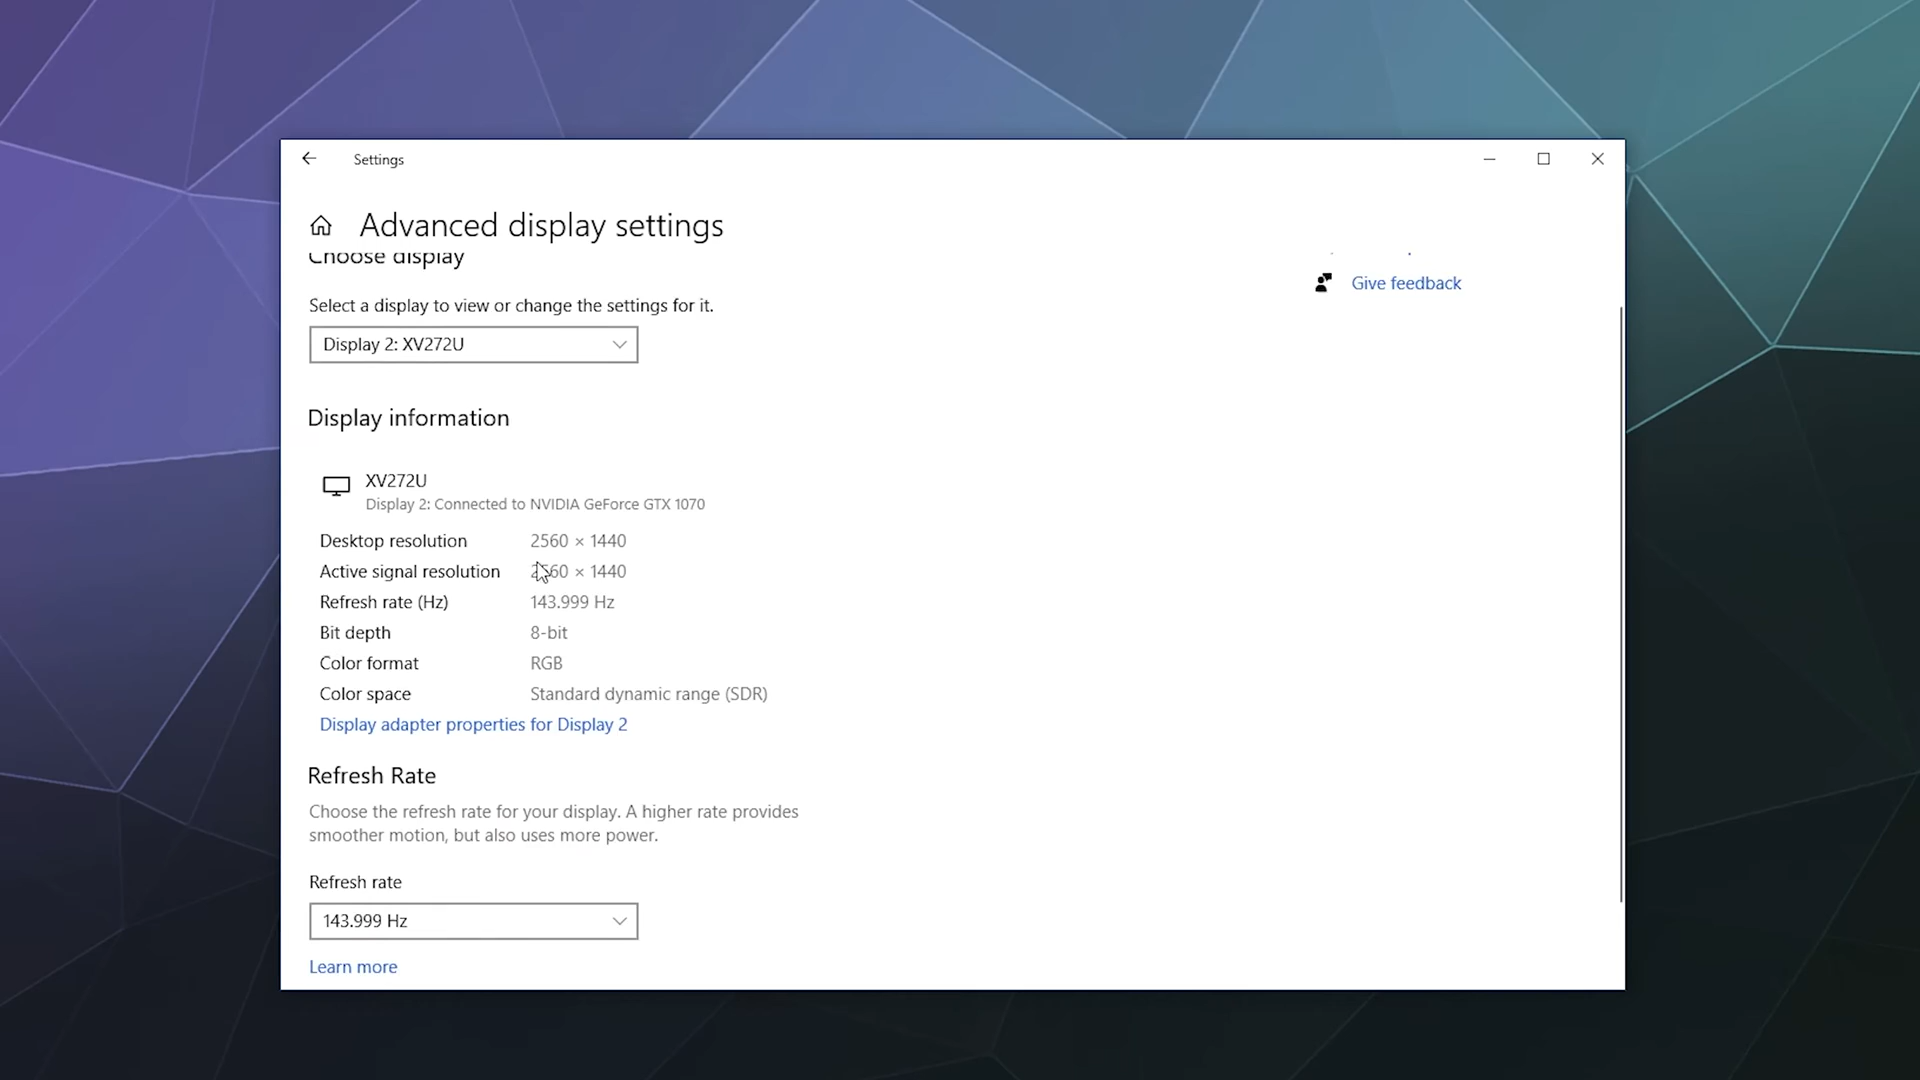 Settings
Advanced display settings
Choose display
Give feedback
Select a display to view or change the settings for it.
Display 2: XV272U
Display information
XV272U
Display 2: Connected to NVIDIA GeForce GTX 1070
Desktop resolution 2560 × 1440
Active signal resolution 2560 × 1440
Refresh rate (Hz) 143.999 Hz
Bit depth 8-bit
Color format RGB
Color space Standard dynamic range (SDR)
Display adapter properties for Display 2
Refresh Rate
Choose the refresh rate for your display. A higher rate provides
smoother motion, but also uses more power.
Refresh rate
143.999 Hz
Learn more